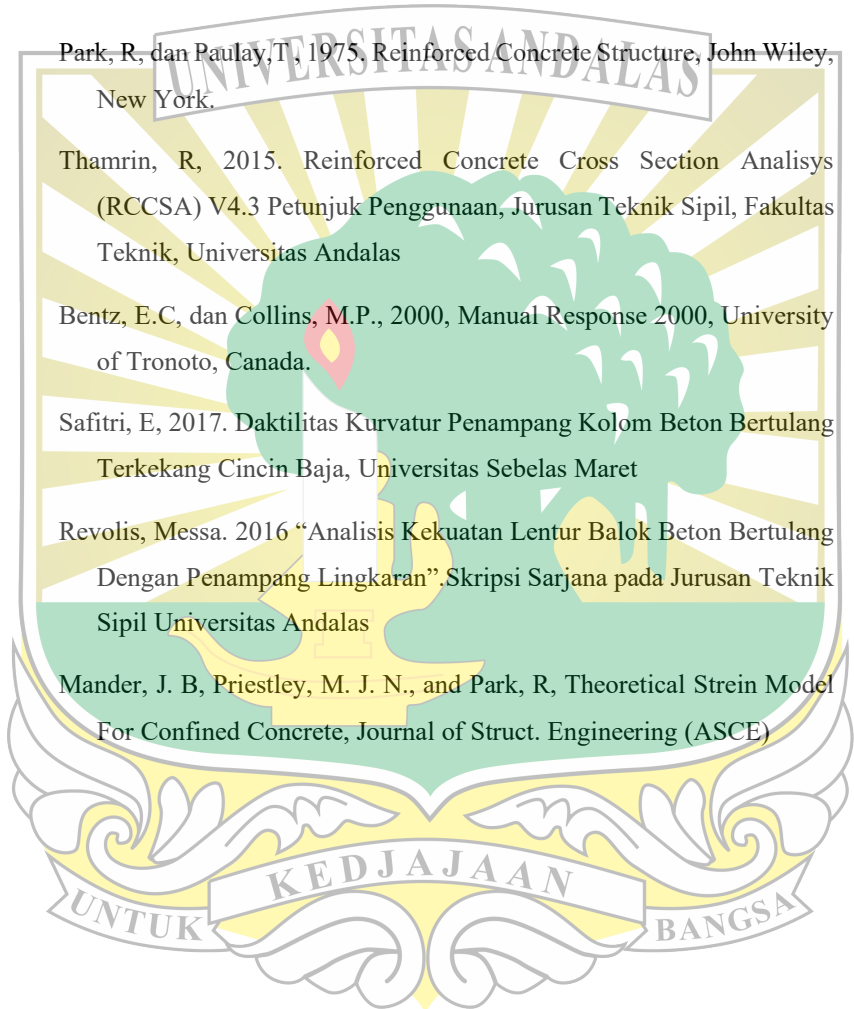 UNIVERSITAS ANDALAS
Park, R, dan Paulay,T , 1975. Reinforced Concrete Structure, John Wiley,
New York.
Thamrin, R, 2015. Reinforced Concrete Cross Section Analisys
(RCCSA) V4.3 Petunjuk Penggunaan, Jurusan Teknik Sipil, Fakultas
Teknik, Universitas Andalas
Bentz, E.C, dan Collins, M.P., 2000, Manual Response 2000, University
of Tronoto, Canada.
Safitri, E, 2017. Daktilitas Kurvatur Penampang Kolom Beton Bertulang
Terkekang Cincin Baja, Universitas Sebelas Maret
Revolis, Messa. 2016 “Analisis Kekuatan Lentur Balok Beton Bertulang
Dengan Penampang Lingkaran”.Skripsi Sarjana pada Jurusan Teknik
Sipil Universitas Andalas
Mander, J. B, Priestley, M. J. N., and Park, R, Theoretical Strein Model
For Confined Concrete, Journal of Struct. Engineering (ASCE)
UNTUK KEDJAJAAN BANGSA